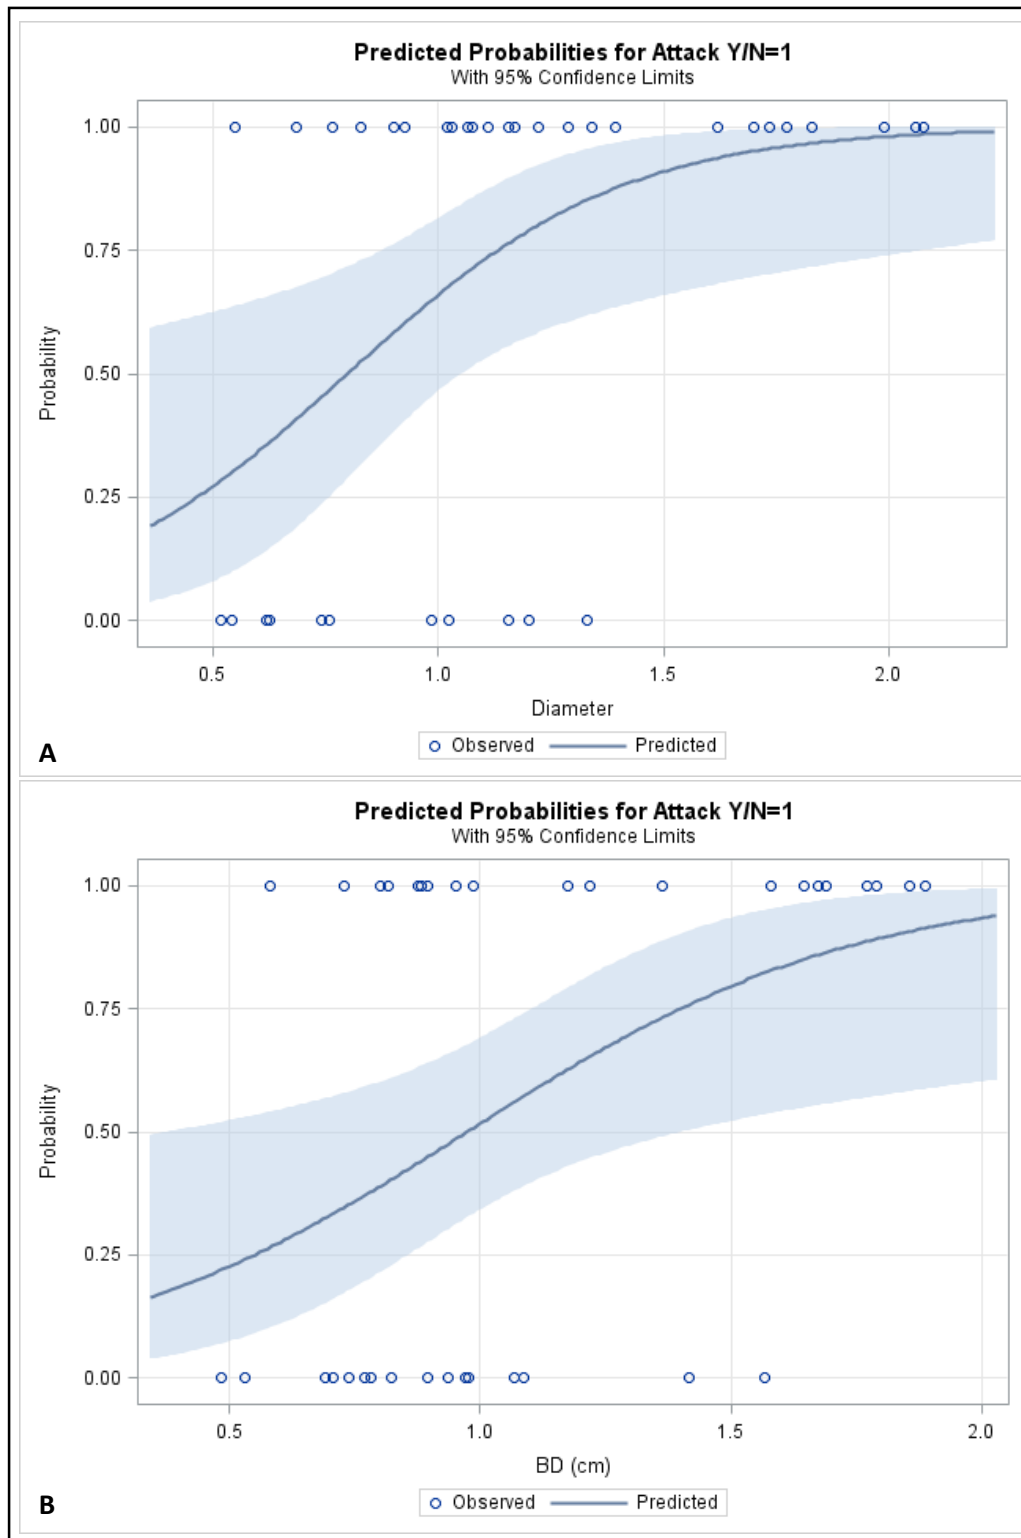 Predicted Probabilities for Attack Y/N=1
With 95% Confidence Limits
1.00
0.75
0.50
0.25
0.00
Probability
0.5 1.0 1.5 2.0
Diameter
Observed Predicted
A
Predicted Probabilities for Attack Y/N=1
With 95% Confidence Limits
1.00
0.75
0.50
0.25
0.00
Probability
0.5 1.0 1.5 2.0
BD (cm)
Observed Predicted
B